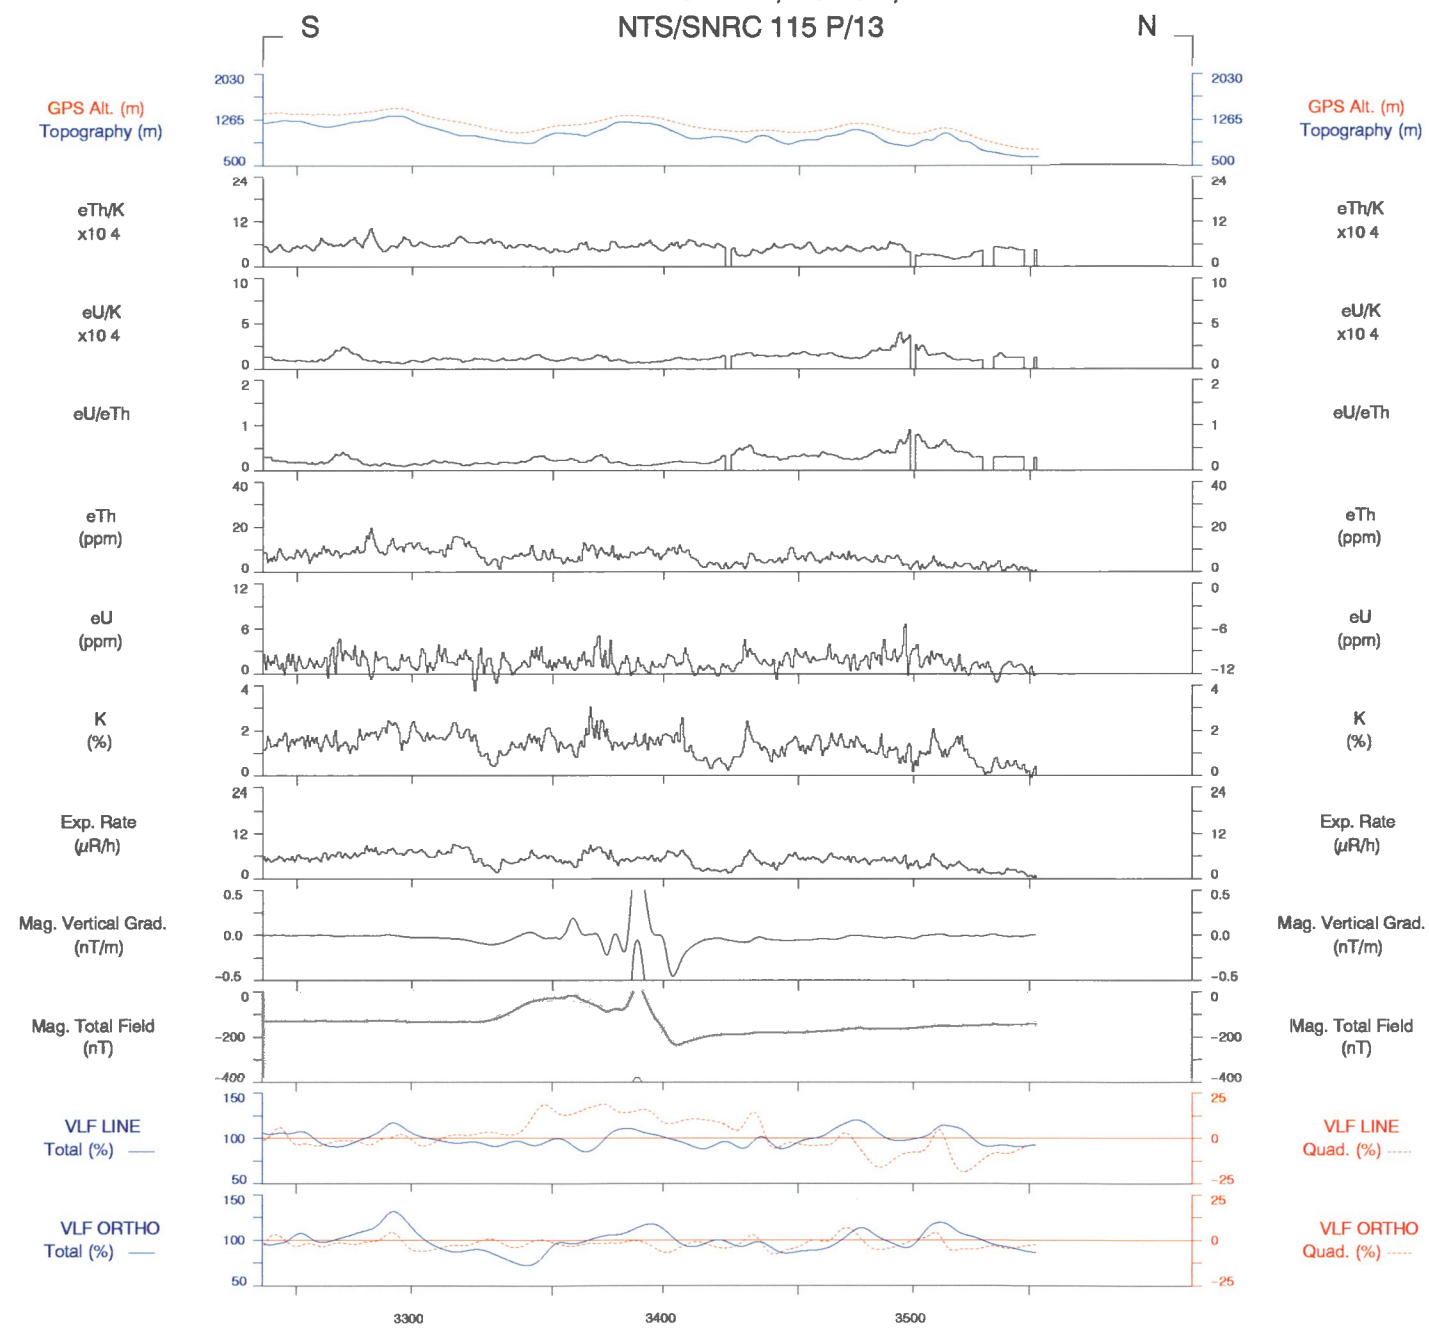 S NTS/SNRC 115 P/13 N
2030 2030
GPS Alt. (m) GPS Alt. (m)
Topography (m) 1265 1265 Topography (m)
500 500
24 24
eTh/K eTh/K
x10 4 12 12 x10 4
0 0
10 10
eU/K eU/K
x10 4 5 5 x10 4
0 0
2 2
eU/eTh 1 1 eU/eTh
0 0
40 40
eTh eTh
(ppm) 20 20 (ppm)
0 0
12 0
eU eU
(ppm) 6 -6 (ppm)
0 -12
4 4
K K
(%) 2 2 (%)
0 0
24 24
Exp. Rate Exp. Rate
(μR/h) 12 12 (μR/h)
0 0
0.5 0.5
Mag. Vertical Grad. Mag. Vertical Grad.
(nT/m) 0.0 0.0 (nT/m)
-0.5 -0.5
0 0
Mag. Total Field Mag. Total Field
(nT) -200 -200 (nT)
-400 -400
150 25
VLF LINE VLF LINE
Total (%) 100 0 Quad. (%)
50 -25
150 25
VLF ORTHO VLF ORTHO
Total (%) 100 0 Quad. (%)
50 -25
3300 3400 3500